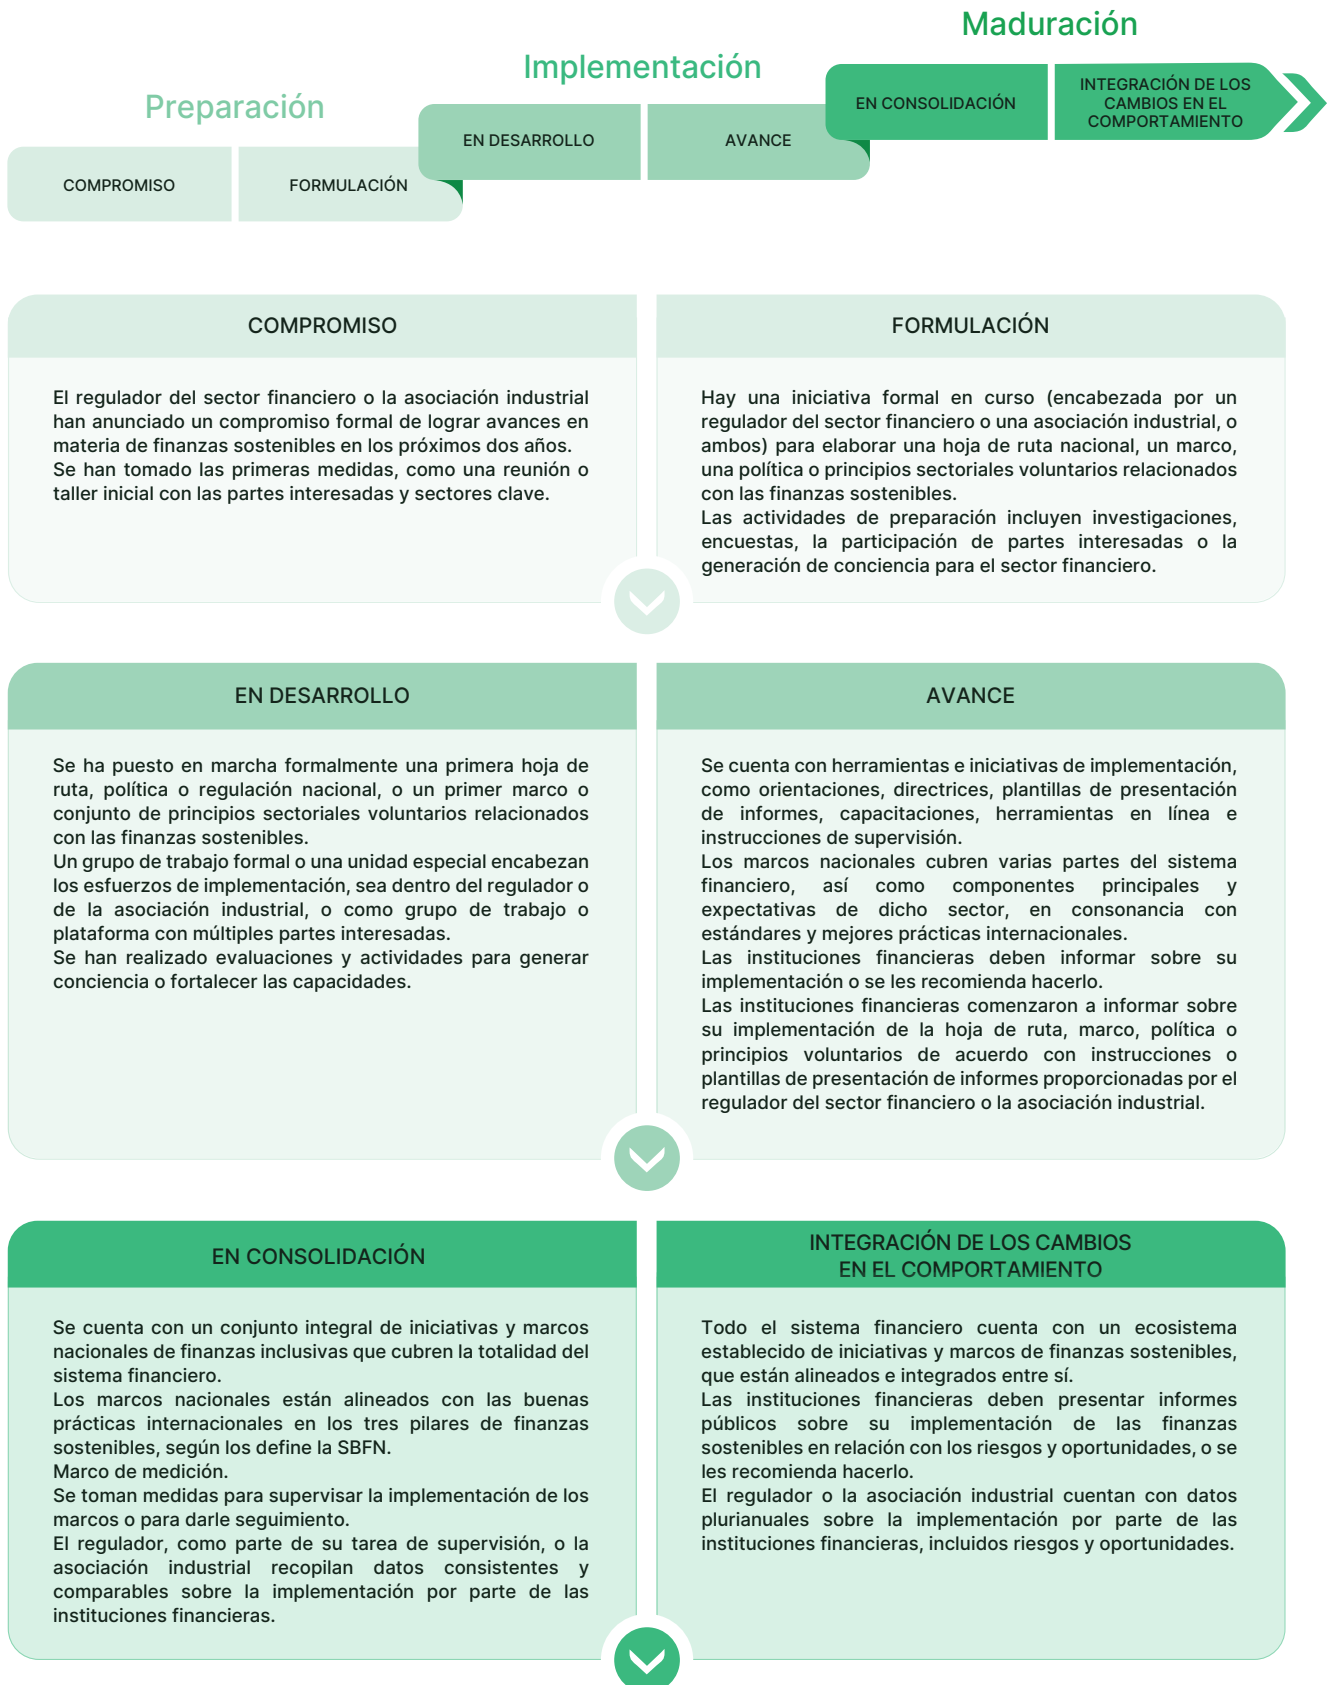 Maduración
Implementación
Preparación
EN CONSOLIDACIÓN
INTEGRACIÓN DE LOS
CAMBIOS EN EL
COMPORTAMIENTO
EN DESARROLLO
AVANCE
COMPROMISO
FORMULACIÓN
COMPROMISO
El regulador del sector financiero o la asociación industrial
han anunciado un compromiso formal de lograr avances en
materia de finanzas sostenibles en los próximos dos años.
Se han tomado las primeras medidas, como una reunión o
taller inicial con las partes interesadas y sectores clave.
FORMULACIÓN
Hay una iniciativa formal en curso (encabezada por un
regulador del sector financiero o una asociación industrial, o
ambos) para elaborar una hoja de ruta nacional, un marco,
una política o principios sectoriales voluntarios relacionados
con las finanzas sostenibles.
Las actividades de preparación incluyen investigaciones,
encuestas, la participación de partes interesadas o la
generación de conciencia para el sector financiero.
EN DESARROLLO
Se ha puesto en marcha formalmente una primera hoja de
ruta, política o regulación nacional, o un primer marco o
conjunto de principios sectoriales voluntarios relacionados
con las finanzas sostenibles.
Un grupo de trabajo formal o una unidad especial encabezan
los esfuerzos de implementación, sea dentro del regulador o
de la asociación industrial, o como grupo de trabajo o
plataforma con múltiples partes interesadas.
Se han realizado evaluaciones y actividades para generar
conciencia o fortalecer las capacidades.
AVANCE
Se cuenta con herramientas e iniciativas de implementación,
como orientaciones, directrices, plantillas de presentación
de informes, capacitaciones, herramientas en línea e
instrucciones de supervisión.
Los marcos nacionales cubren varias partes del sistema
financiero, así como componentes principales y
expectativas de dicho sector, en consonancia con
estándares y mejores prácticas internacionales.
Las instituciones financieras deben informar sobre su
implementación o se les recomienda hacerlo.
Las instituciones financieras comenzaron a informar sobre
su implementación de la hoja de ruta, marco, política o
principios voluntarios de acuerdo con instrucciones o
plantillas de presentación de informes proporcionadas por el
regulador del sector financiero o la asociación industrial.
EN CONSOLIDACIÓN
Se cuenta con un conjunto integral de iniciativas y marcos
nacionales de finanzas inclusivas que cubren la totalidad del
sistema financiero.
Los marcos nacionales están alineados con las buenas
prácticas internacionales en los tres pilares de finanzas
sostenibles, según los define la SBFN.
Marco de medición.
Se toman medidas para supervisar la implementación de los
marcos o para darle seguimiento.
El regulador, como parte de su tarea de supervisión, o la
asociación industrial recopilan datos consistentes y
comparables sobre la implementación por parte de las
instituciones financieras.
INTEGRACIÓN DE LOS CAMBIOS
EN EL COMPORTAMIENTO
Todo el sistema financiero cuenta con un ecosistema
establecido de iniciativas y marcos de finanzas sostenibles,
que están alineados e integrados entre sí.
Las instituciones financieras deben presentar informes
públicos sobre su implementación de las finanzas
sostenibles en relación con los riesgos y oportunidades, o se
les recomienda hacerlo.
El regulador o la asociación industrial cuentan con datos
plurianuales sobre la implementación por parte de las
instituciones financieras, incluidos riesgos y oportunidades.